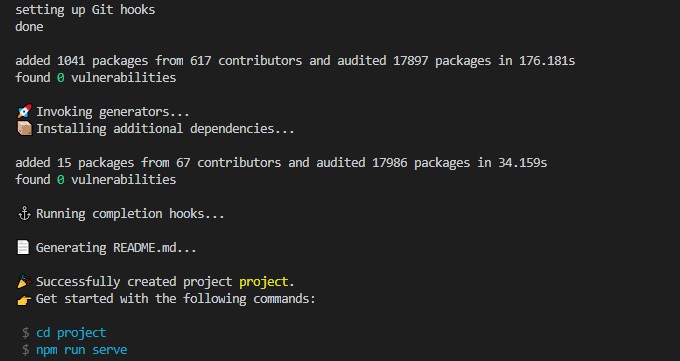 setting up Git hooks
done
added 1041 packages from 617 contributors and audited 17897 packages in 176.181s
found 0 vulnerabilities
🚀 Invoking generators...
📦 Installing additional dependencies...
added 15 packages from 67 contributors and audited 17986 packages in 34.159s
found 0 vulnerabilities
⚓ Running completion hooks...
📄 Generating README.md...
🎉 Successfully created project project.
👉 Get started with the following commands:
$ cd project
$ npm run serve